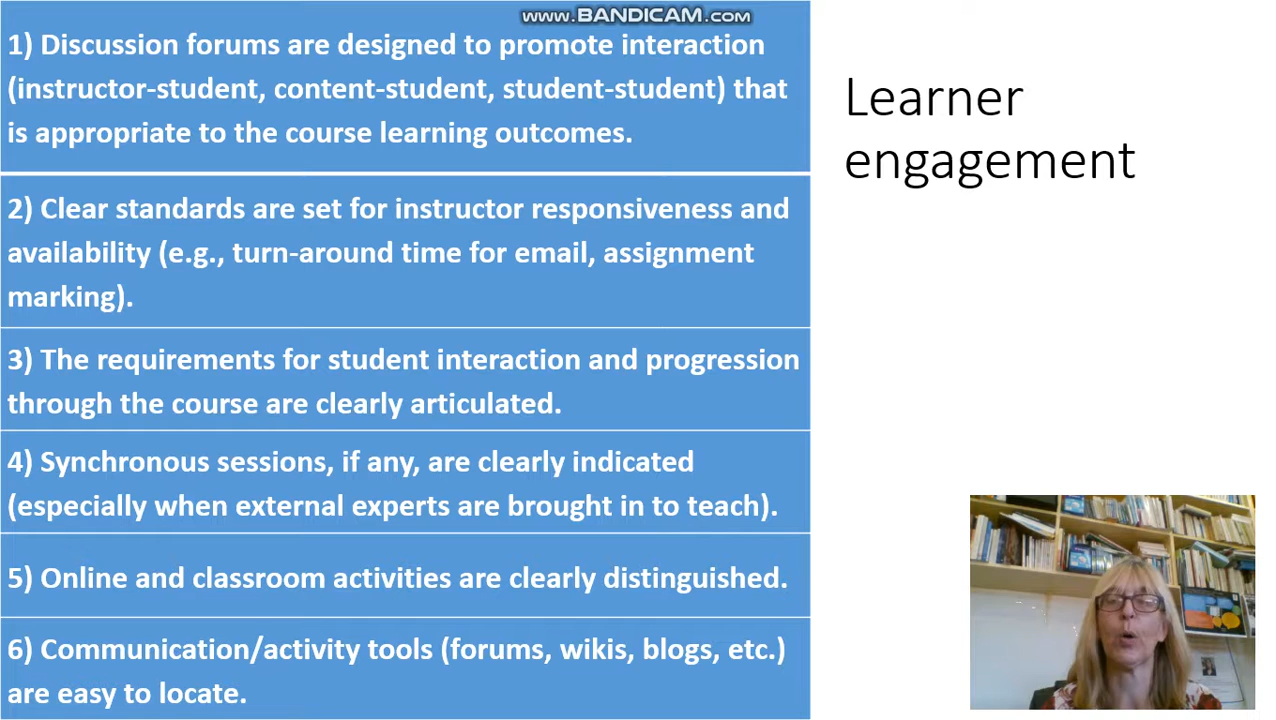 www.BANDICAM.com
1) Discussion forums are designed to promote interaction
(instructor-student, content-student, student-student) that
is appropriate to the course learning outcomes.
2) Clear standards are set for instructor responsiveness and
availability (e.g., turn-around time for email, assignment
marking).
3) The requirements for student interaction and progression
through the course are clearly articulated.
4) Synchronous sessions, if any, are clearly indicated
(especially when external experts are brought in to teach).
5) Online and classroom activities are clearly distinguished.
6) Communication/activity tools (forums, wikis, blogs, etc.)
are easy to locate.
Learner
engagement